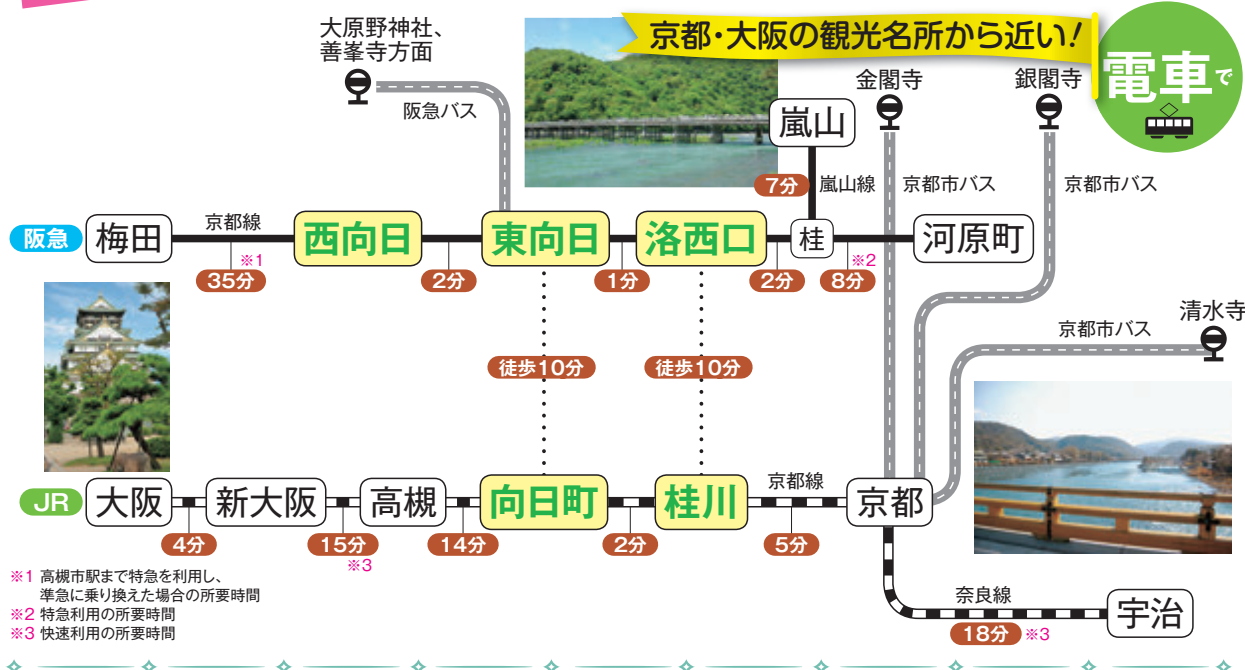 京都・大阪の観光名所から近い!
電車で
大原野神社、
善峯寺方面
阪急バス
嵐山
金閣寺
銀閣寺
7分
嵐山線
京都市バス
京都市バス
阪急
梅田
京都線
西向日
東向日
洛西口
桂
河原町
※1
35分
2分
1分
2分
※2
8分
清水寺
京都市バス
徒歩10分
徒歩10分
JR
大阪
新大阪
高槻
向日町
桂川
京都線
京都
4分
15分
※3
14分
2分
5分
※1 高槻市駅まで特急を利用し、
準急に乗り換えた場合の所要時間
※2 特急利用の所要時間
※3 快速利用の所要時間
奈良線
宇治
18分 ※3